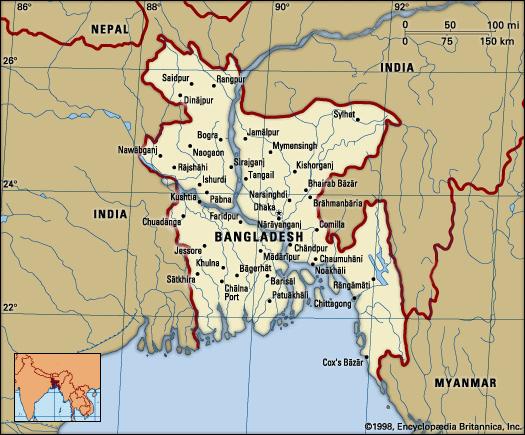 86°
88°
90°
92°
0 50 100 mi
0 75 150 km
NEPAL
INDIA
26°
Saidpur
Rangpur
Dinājpur
Sylhet
Bogra
Jamālpur
Nawābganj
Naogaon
Mymensingh
Rājshāhi
Sirajganj
Kishorganj
Ishurdi
Tangail
24°
Bhairab Bāzār
Kushtia
Pābna
Narsinghdi
Brāhmanbāria
INDIA
Dhaka
Chuadānga
Faridpur
Nārāyanganj
Comilla
BANGLADESH
Jessore
Chāndpur
Mādārīpur
Chaumuhāni
Khulna
Noākhāli
Sātkhira
Bāgerhāt
Rāngāmāti
Chālna
Port
Barisāl
Patuākhāli
Chittagong
22°
Cox's Bāzār
MYANMAR
©1998, Encyclopædia Britannica, Inc.